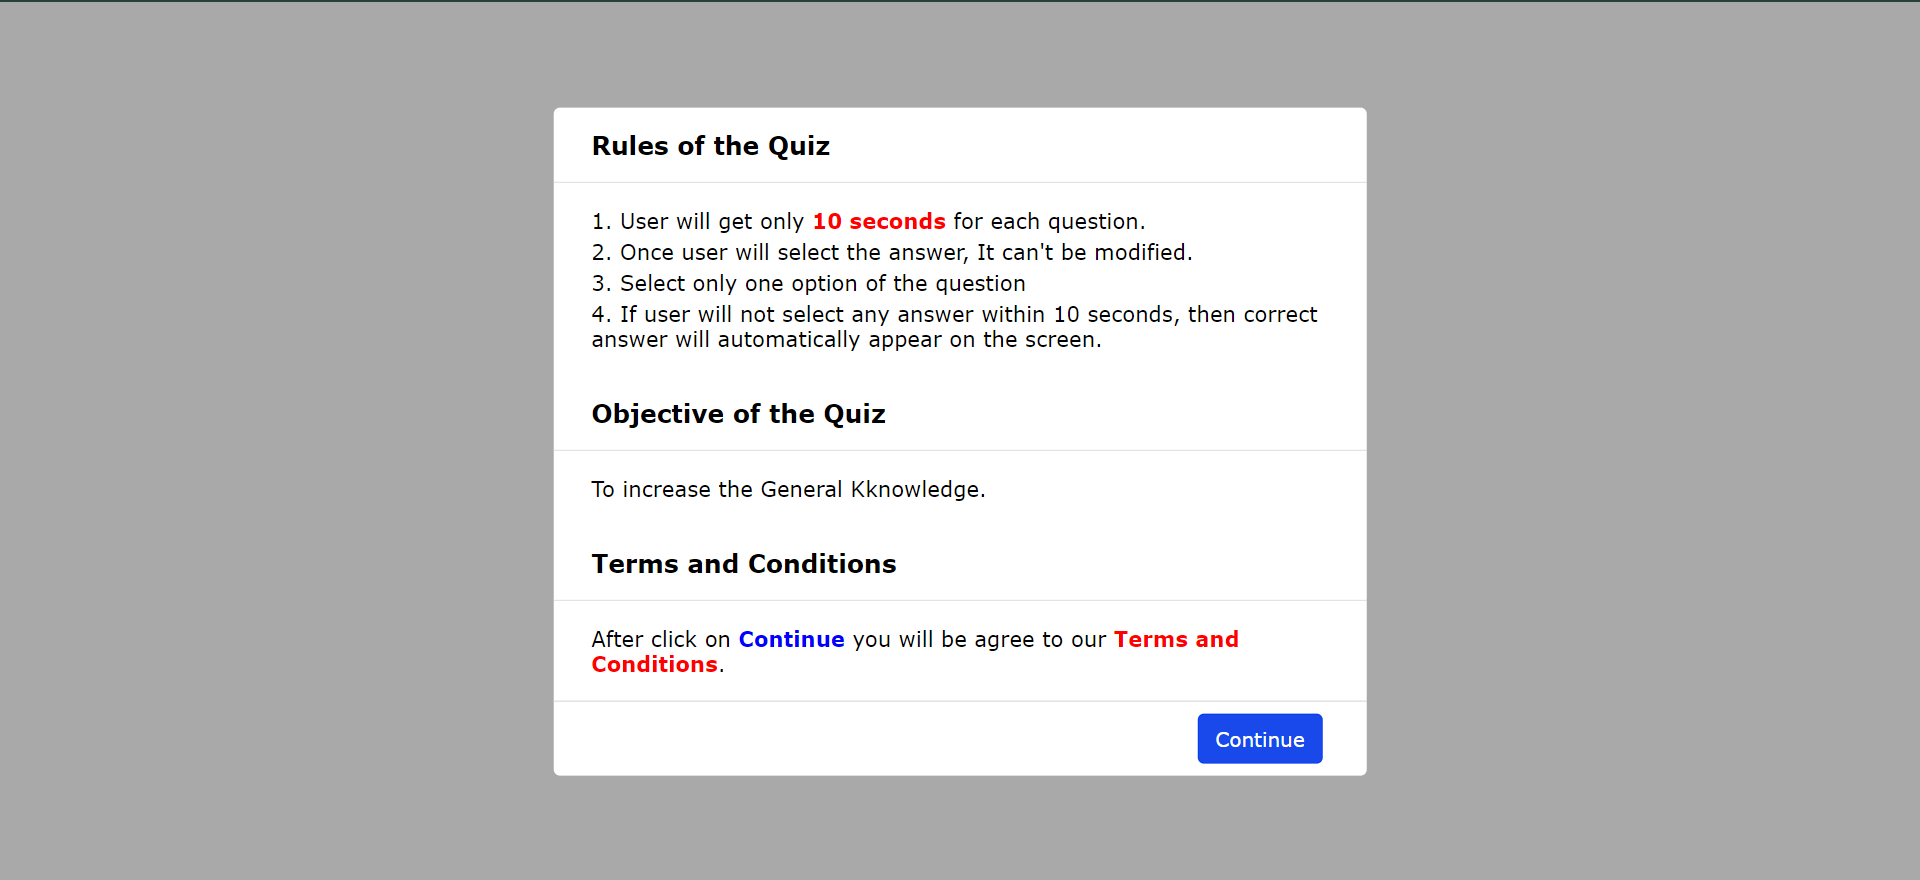 Rules of the Quiz
1. User will get only 10 seconds for each question.
2. Once user will select the answer, It can't be modified.
3. Select only one option of the question
4. If user will not select any answer within 10 seconds, then correct
answer will automatically appear on the screen.
Objective of the Quiz
To increase the General Kknowledge.
Terms and Conditions
After click on Continue you will be agree to our Terms and
Conditions.
Continue